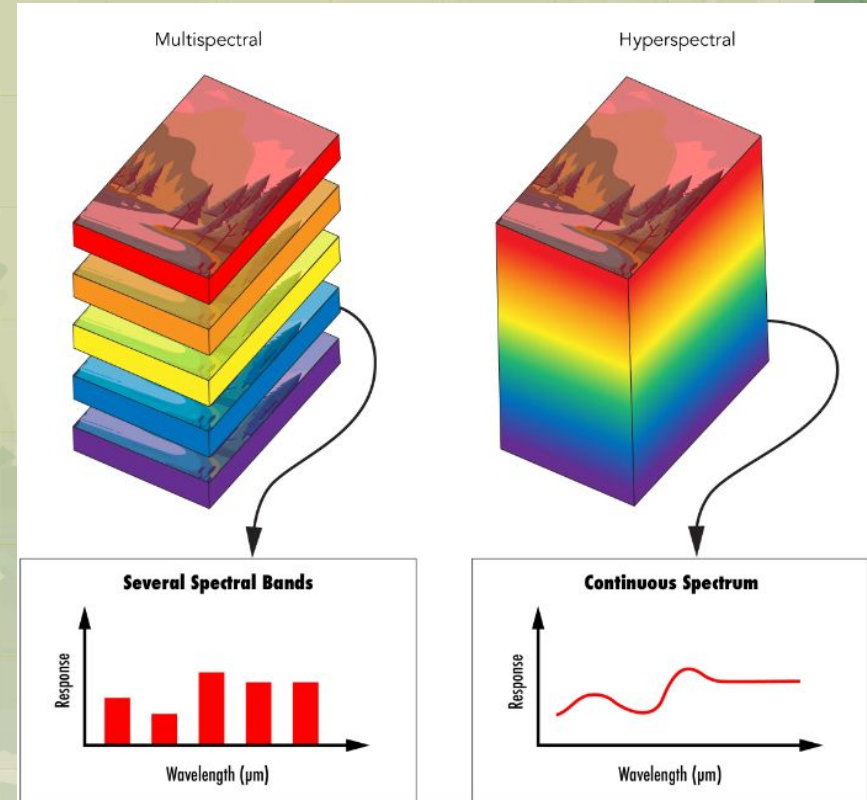 Multispectral
Hyperspectral
Several Spectral Bands
Response
Wavelength (µm)
Continuous Spectrum
Response
Wavelength (µm)